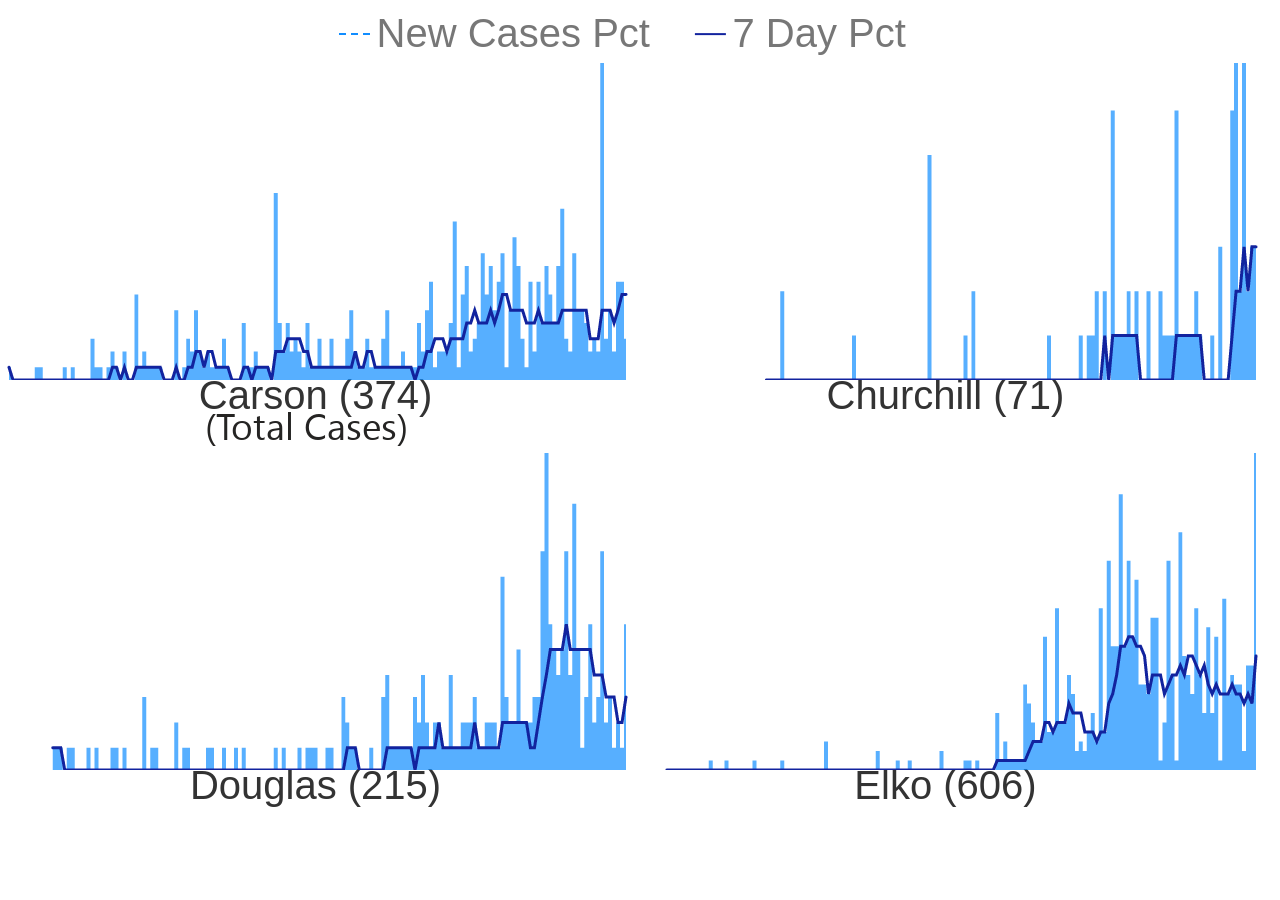 New Cases Pct 7 Day Pct
Carson (374) Churchill (71)
(Total Cases)
Douglas (215) Elko (606)